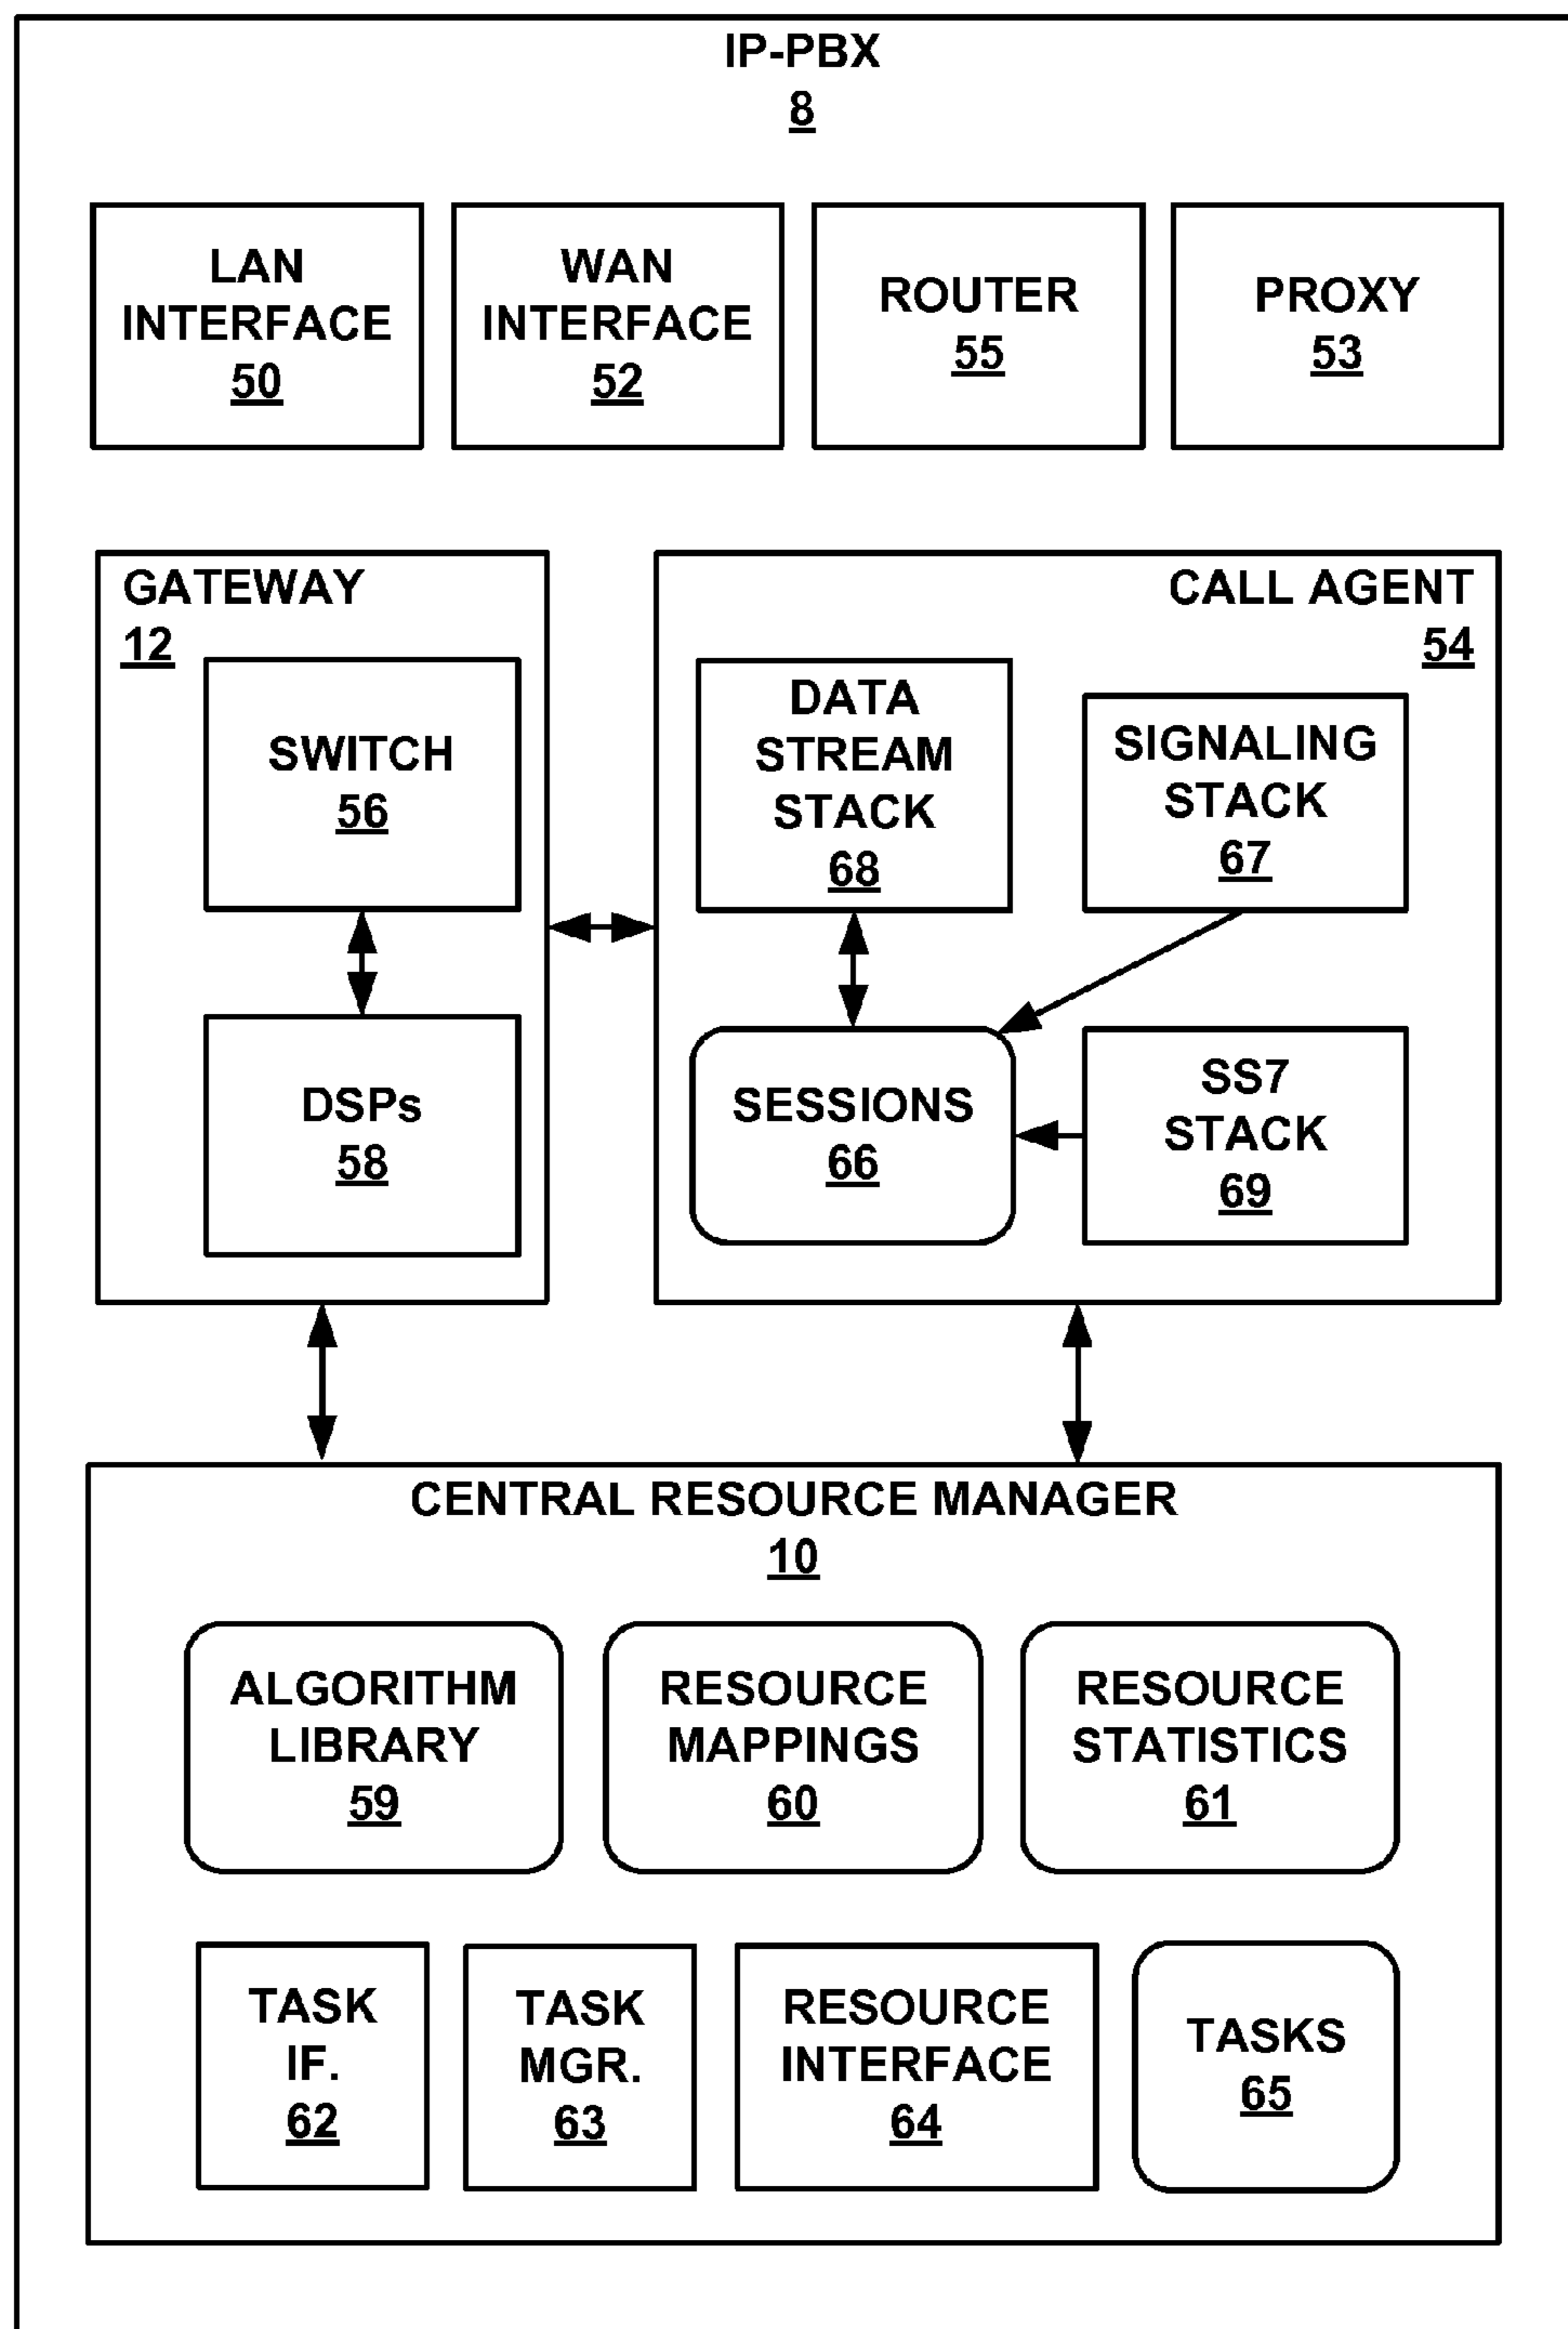 IP-PBX
8
LAN
INTERFACE
50
WAN
INTERFACE
52
ROUTER
55
PROXY
53
GATEWAY
12
SWITCH
56
DSPs
58
CALL AGENT
54
DATA
STREAM
STACK
68
SIGNALING
STACK
67
SESSIONS
66
SS7
STACK
69
CENTRAL RESOURCE MANAGER
10
ALGORITHM
LIBRARY
59
RESOURCE
MAPPINGS
60
RESOURCE
STATISTICS
61
TASK
IF.
62
TASK
MGR.
63
RESOURCE
INTERFACE
64
TASKS
65